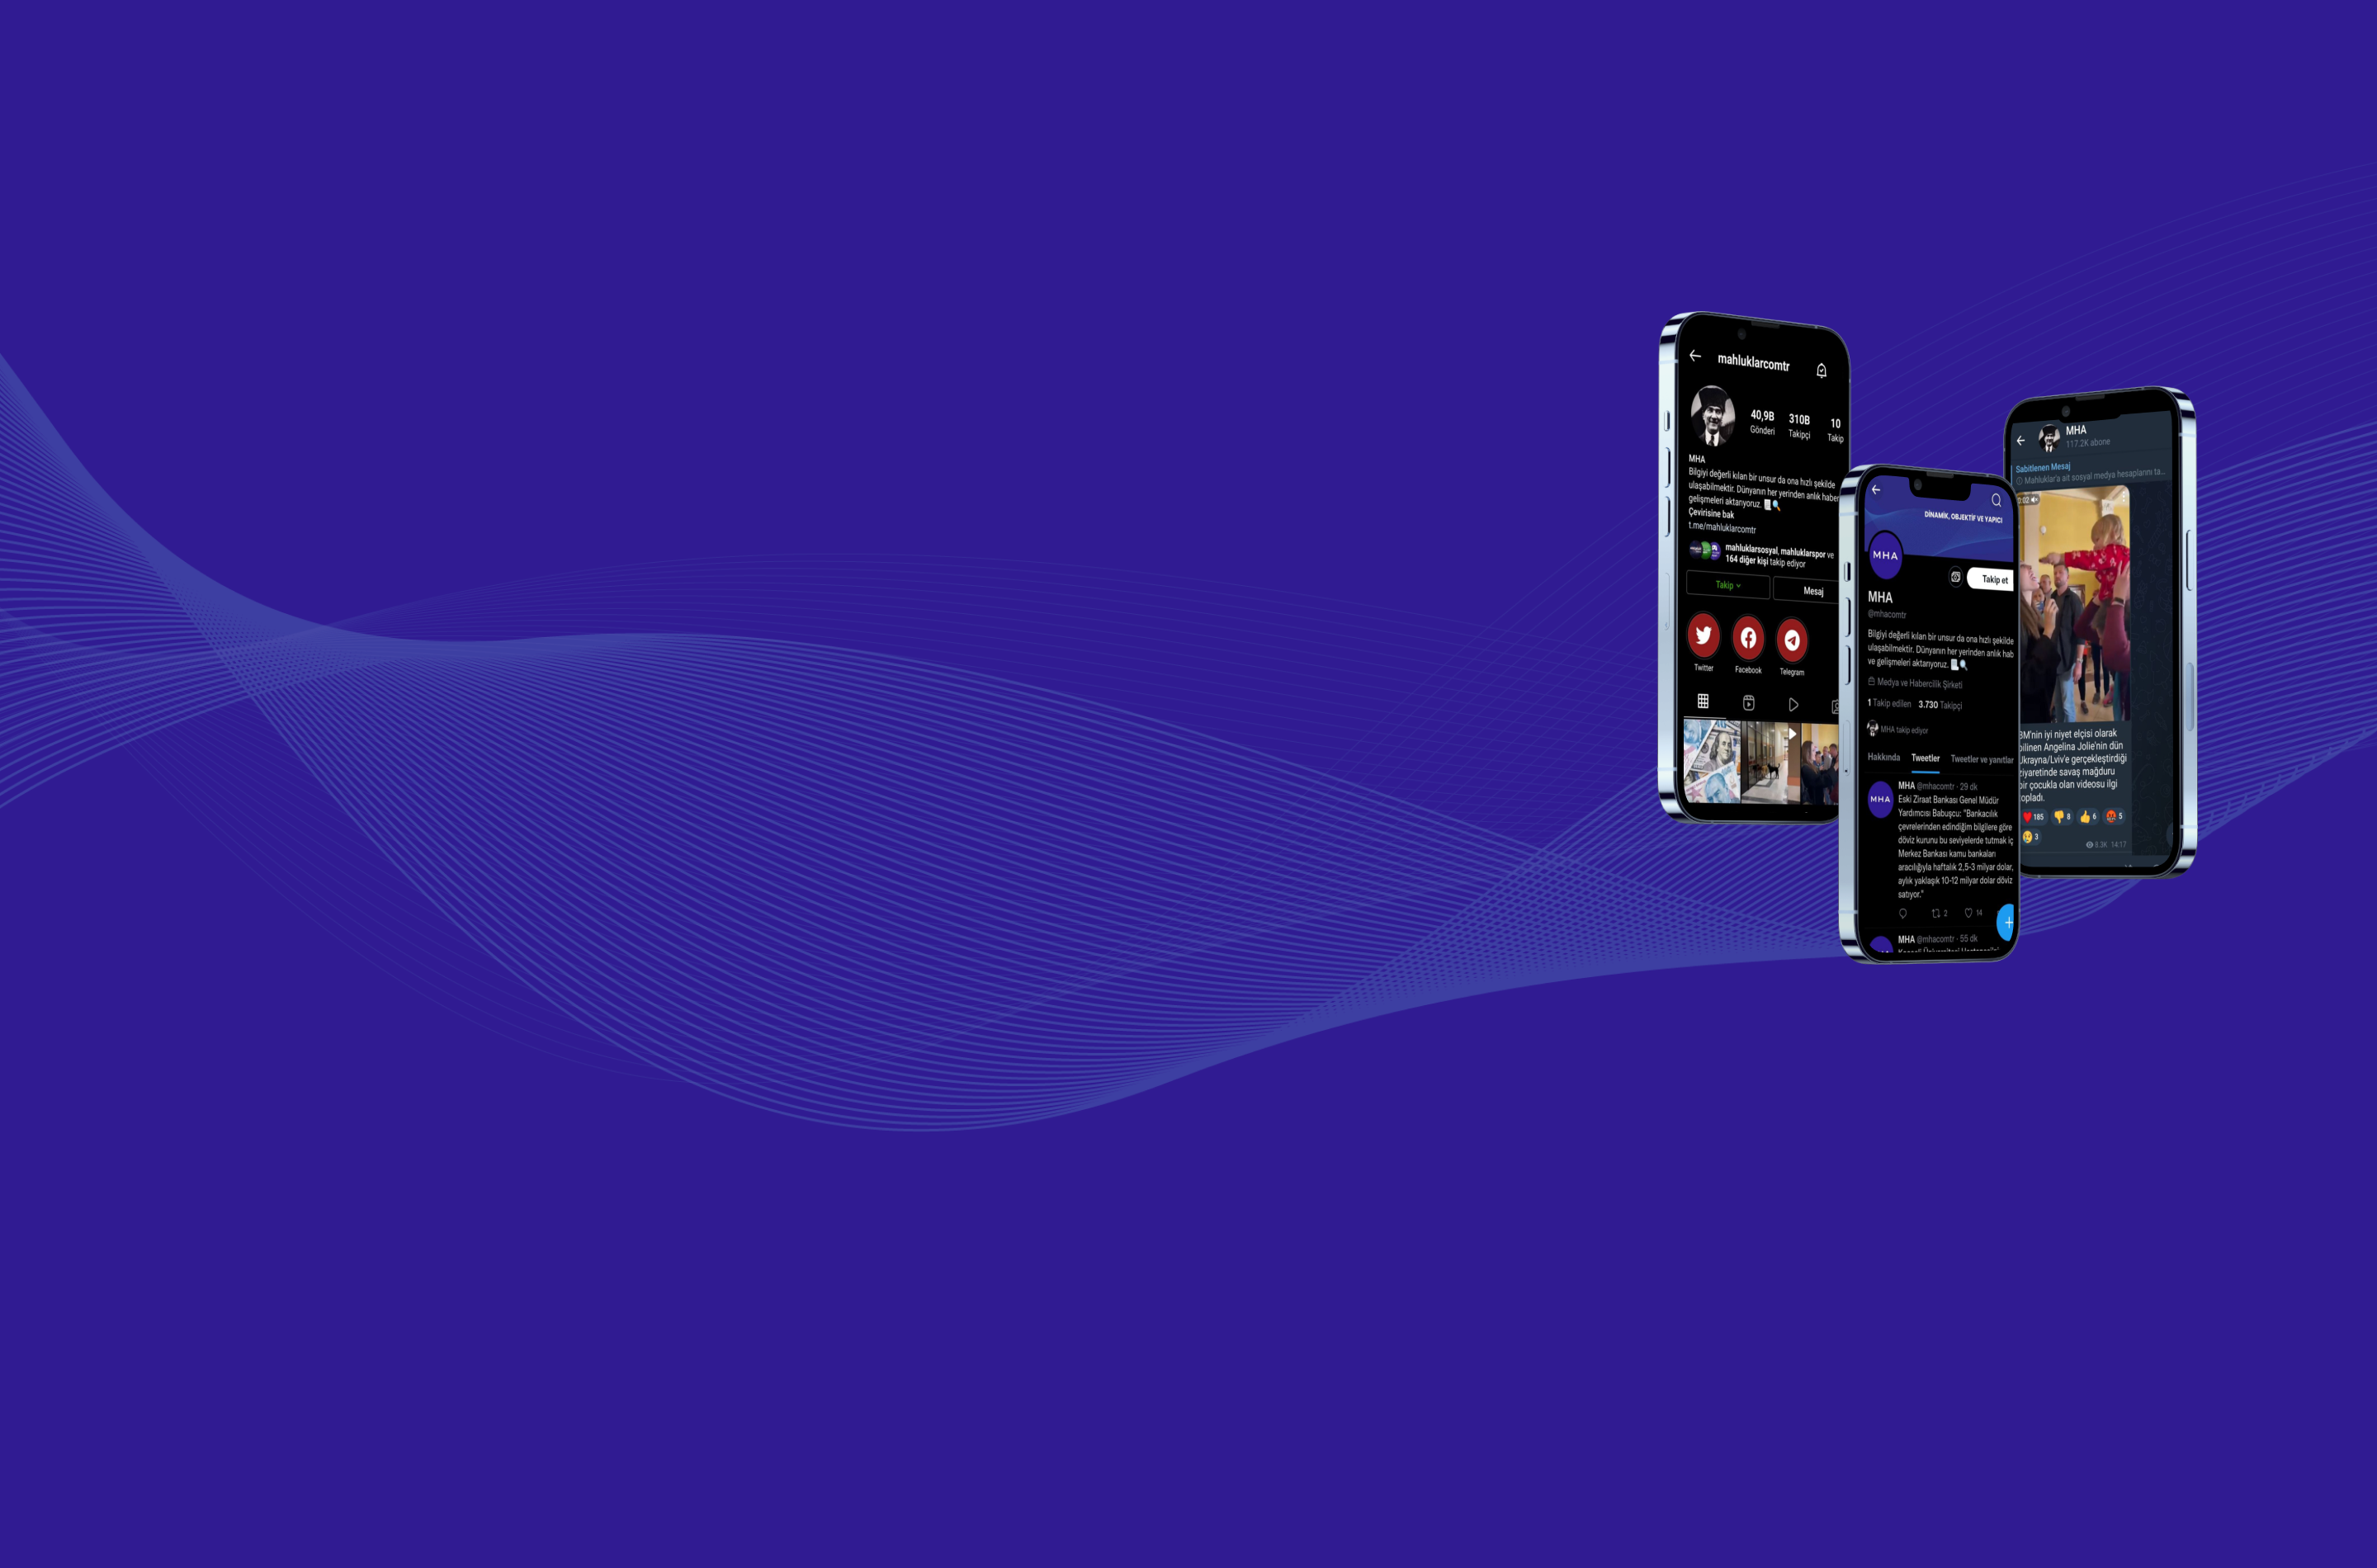 mahluklarcomtr
40,9B 310B 10
Gönderi Takipçi Takip
MHA
Bilgiyi değerli kılan bir unsur da ona hızlı şekilde
ulaşabilmektir. Dünyanın her yerinden anlık haber
gelişmeleri aktarıyoruz.
Çevirisine bak
t.me/mahluklarcomtr
mahluklarsosyal, mahluklarspor ve
164 diğer kişi takip ediyor
Takip Mesaj
Twitter Facebook Telegram
DİNAMİK, OBJEKTİF VE YAPICI
MHA
Takip et
MHA
@mhacomtr
Bilgiyi değerli kılan bir unsur da ona hızlı şekilde
ulaşabilmektir. Dünyanın her yerinden anlık hab
ve gelişmeleri aktarıyoruz.
Medya ve Habercilik Şirketi
1 Takip edilen 3.730 Takipçi
MHA takip ediyor
Hakkında Tweetler Tweetler ve yanıtlar
MHA
MHA @mhacomtr · 29 dk
Eski Ziraat Bankası Genel Müdür
Yardımcısı Babuşcu: "Bankacılık
çevrelerinden edindiğim bilgilere göre
döviz kurunu bu seviyelerde tutmak iç
Merkez Bankası kamu bankaları
aracılığıyla haftalık 2,5-3 milyar dolar,
aylık yaklaşık 10-12 milyar dolar döviz
satıyor."
2 14
MHA @mhacomtr · 55 dk
MHA
117.2K abone
Sabitlenen Mesaj
Mahluklar'a ait sosyal medya hesaplarını ta...
0:02
BM'nin iyi niyet elçisi olarak
bilinen Angelina Jolie'nin dün
Ukrayna/Lviv'e gerçekleştirdiği
ziyaretinde savaş mağduru
bir çocukla olan videosu ilgi
topladı.
185 8 6 5
3
8.3K 14:17